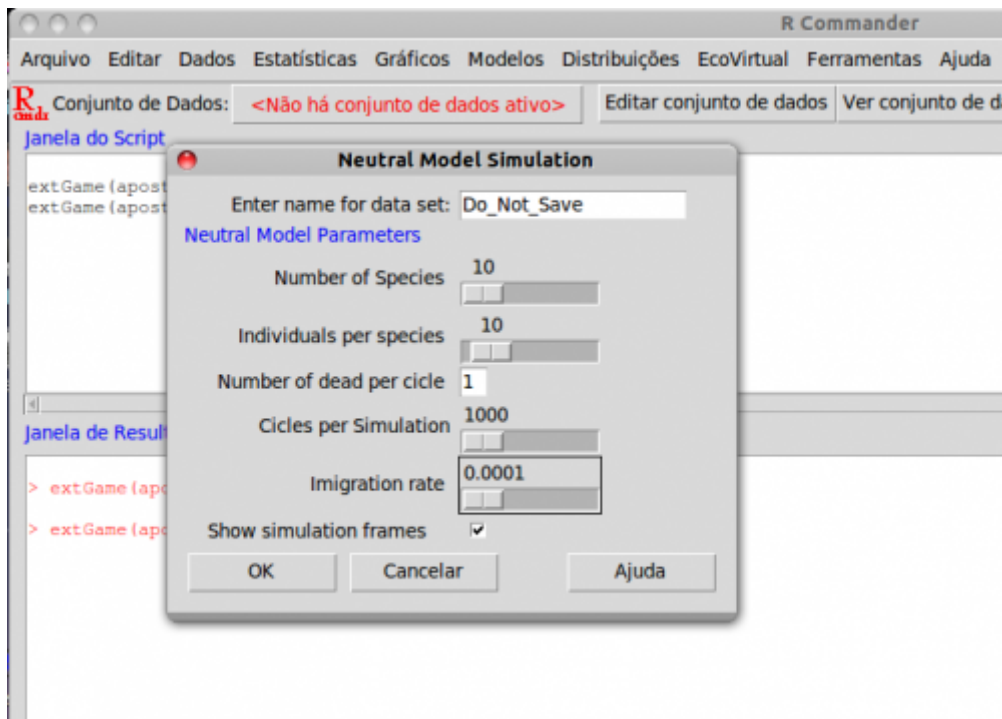 R Commander
Arquivo Editar Dados Estatísticas Gráficos Modelos Distribuições EcoVirtual Ferramentas Ajuda
R cmdr Conjunto de Dados: <Não há conjunto de dados ativo> Editar conjunto de dados Ver conjunto de
Janela do Script
extGame(apost
extGame(apost
Neutral Model Simulation
Enter name for data set: Do_Not_Save
Neutral Model Parameters
Number of Species 10
Individuals per species 10
Number of dead per cicle 1
Cicles per Simulation 1000
Imigration rate 0.0001
Show simulation frames
OK Cancelar Ajuda
Janela de Resul
> extGame(apo
> extGame(apo